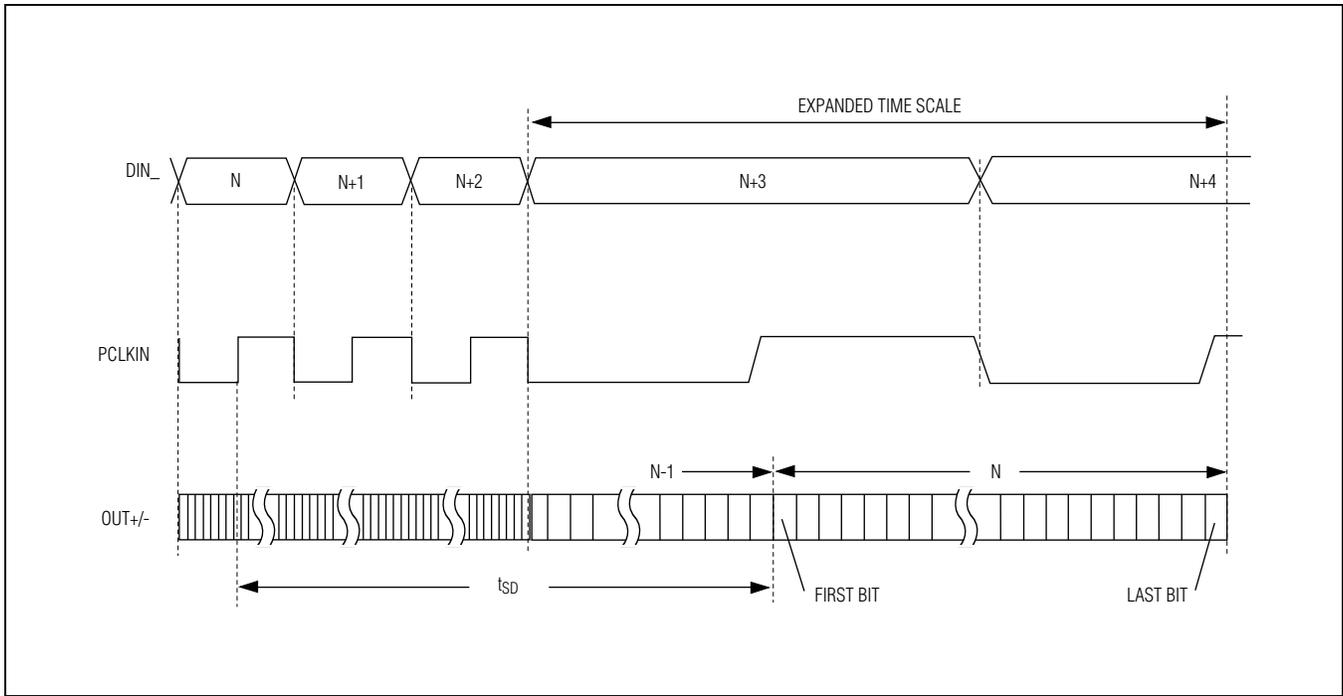 EXPANDED TIME SCALE
DIN_
N
N+1
N+2
N+3
N+4
PCLKIN
N-1
N
OUT+/-
tSD
FIRST BIT
LAST BIT